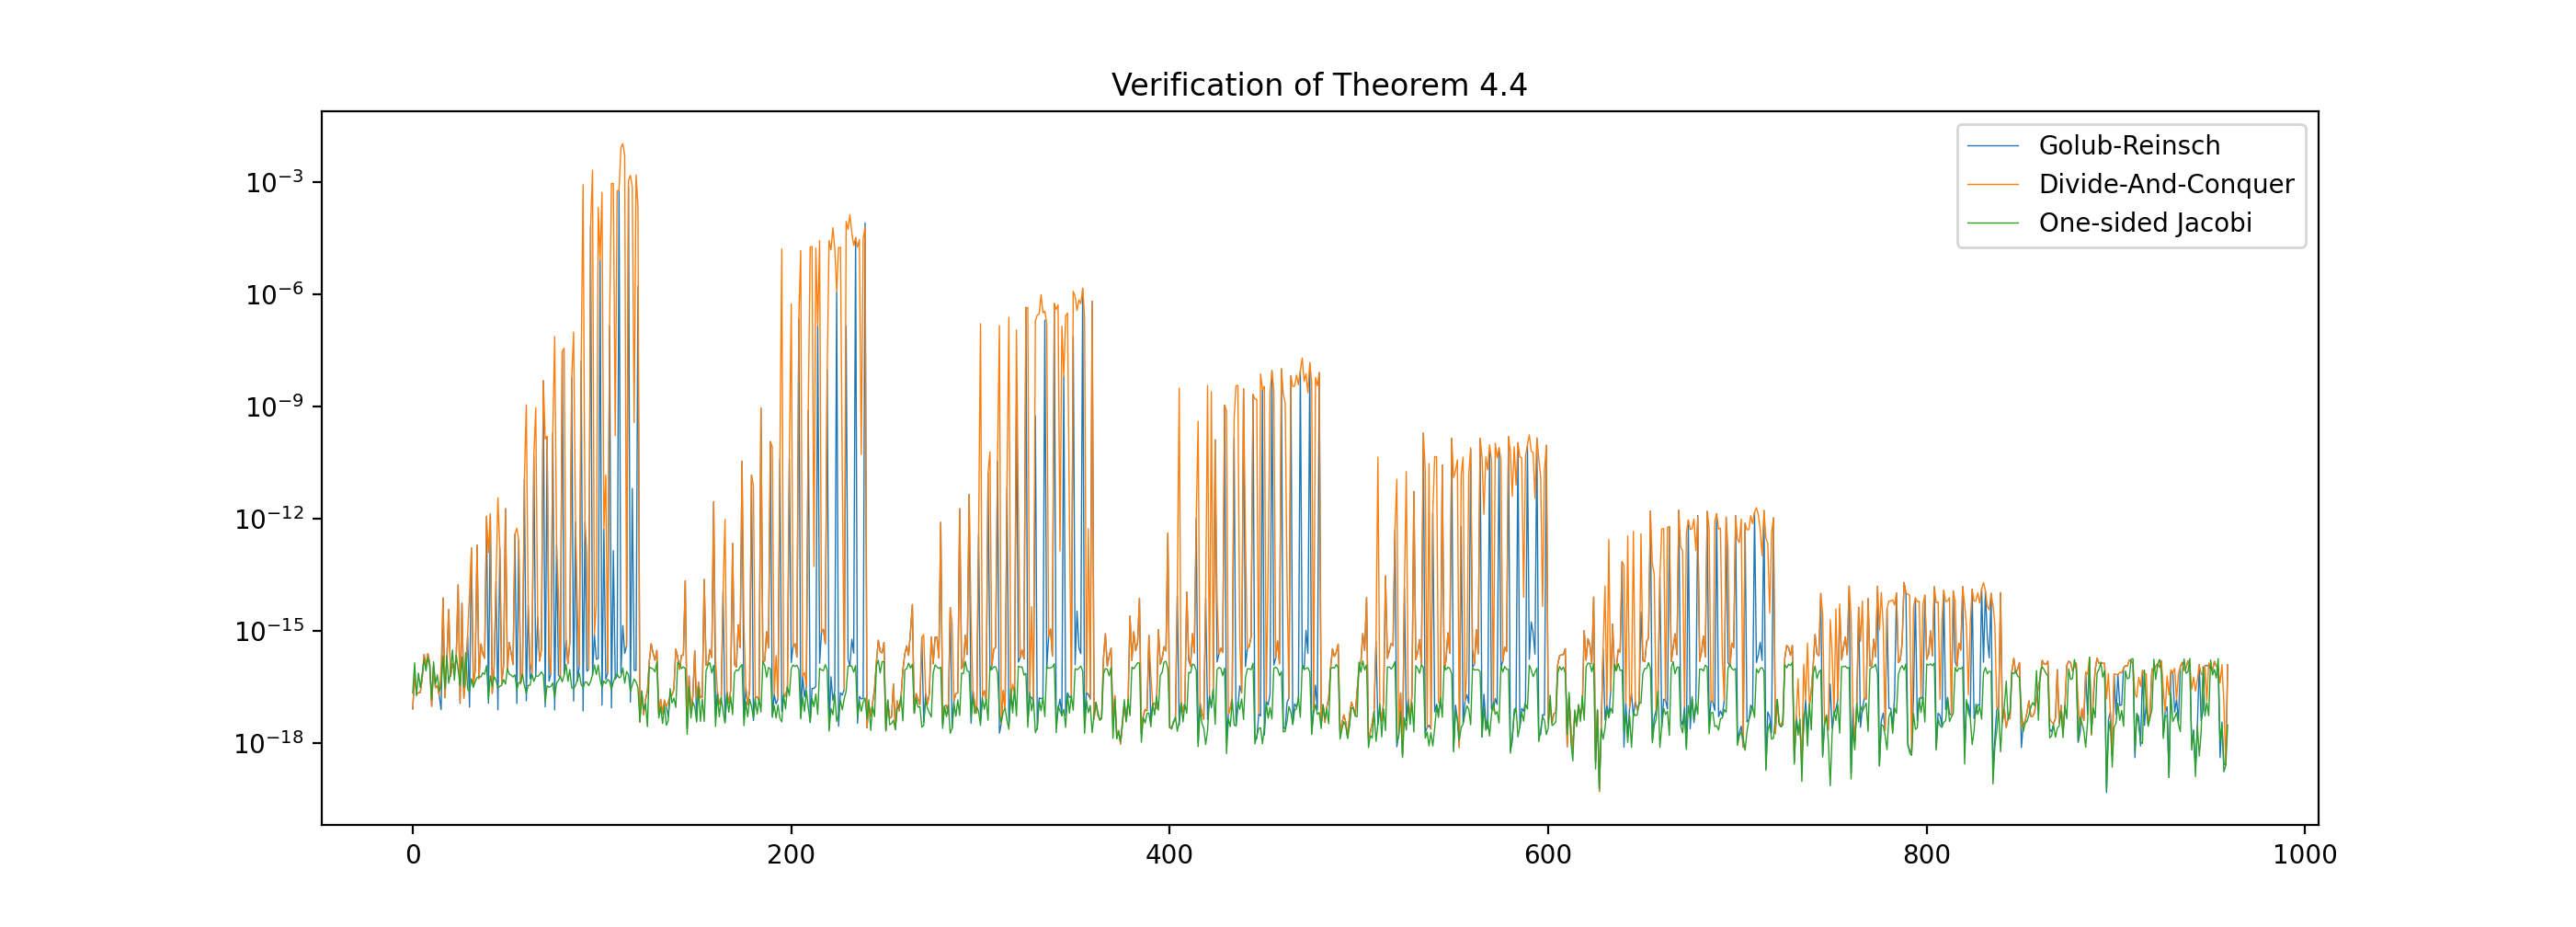 Verification of Theorem 4.4
Golub-Reinsch
Divide-And-Conquer
One-sided Jacobi
10⁻³
10⁻⁶
10⁻⁹
10⁻¹²
10⁻¹⁵
10⁻¹⁸
0 200 400 600 800 1000